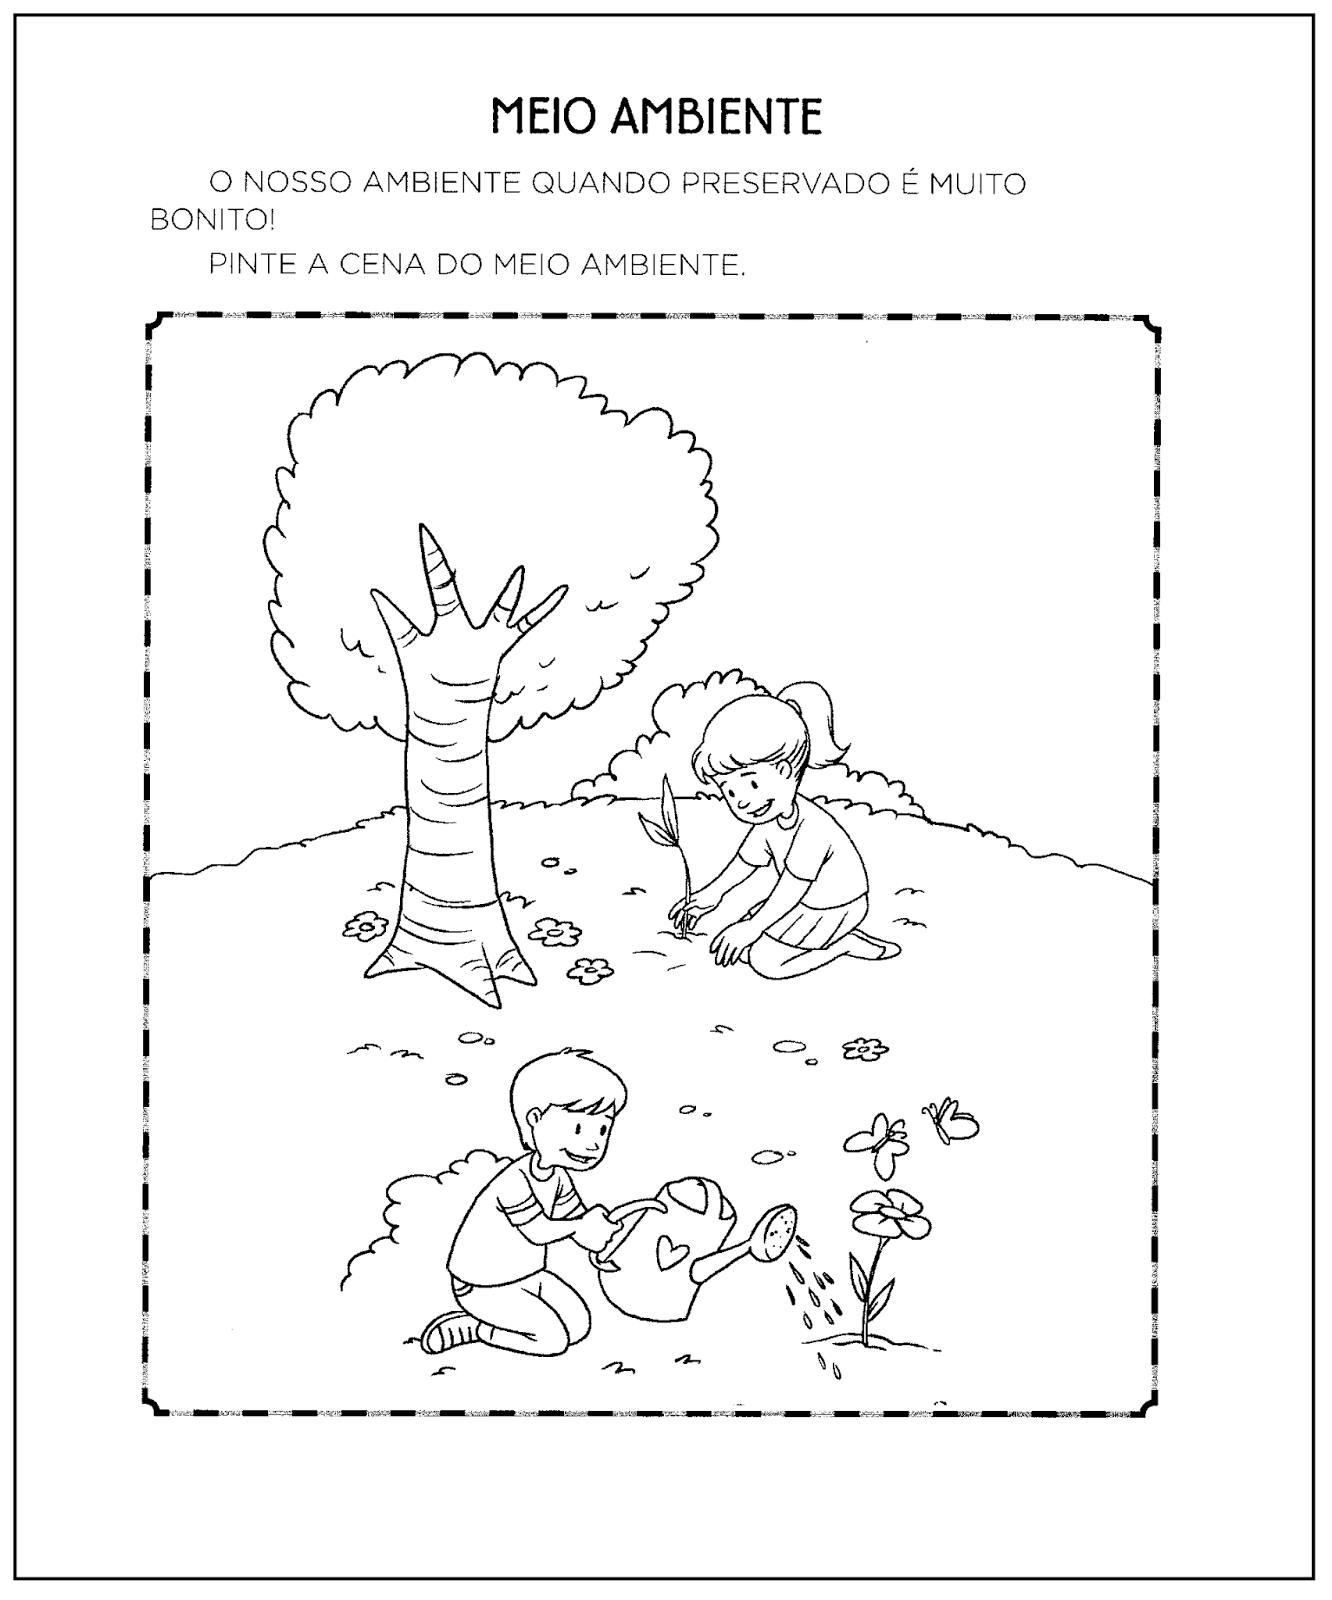 MEIO AMBIENTE
O NOSSO AMBIENTE QUANDO PRESERVADO É MUITO
BONITO!
PINTE A CENA DO MEIO AMBIENTE.